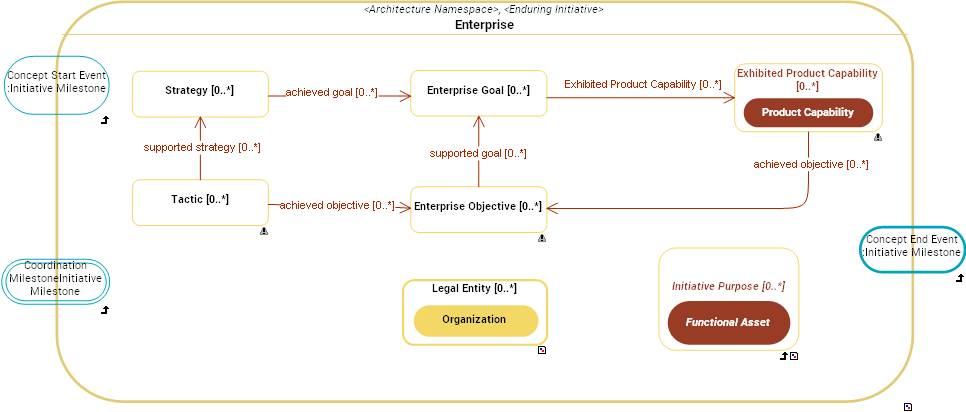 <Architecture Namespace>, <Enduring Initiative>
Enterprise
Concept Start Event
:Initiative Milestone
Strategy [0..*]
achieved goal [0..*]
Enterprise Goal [0..*]
Exhibited Product Capability [0..*]
Exhibited Product Capability
[0..*]
Product Capability
supported strategy [0..*]
supported goal [0..*]
achieved objective [0..*]
Tactic [0..*]
achieved objective [0..*]
Enterprise Objective [0..*]
Concept End Event
:Initiative Milestone
Coordination
MilestoneInitiative
Milestone
Legal Entity [0..*]
Organization
Initiative Purpose [0..*]
Functional Asset